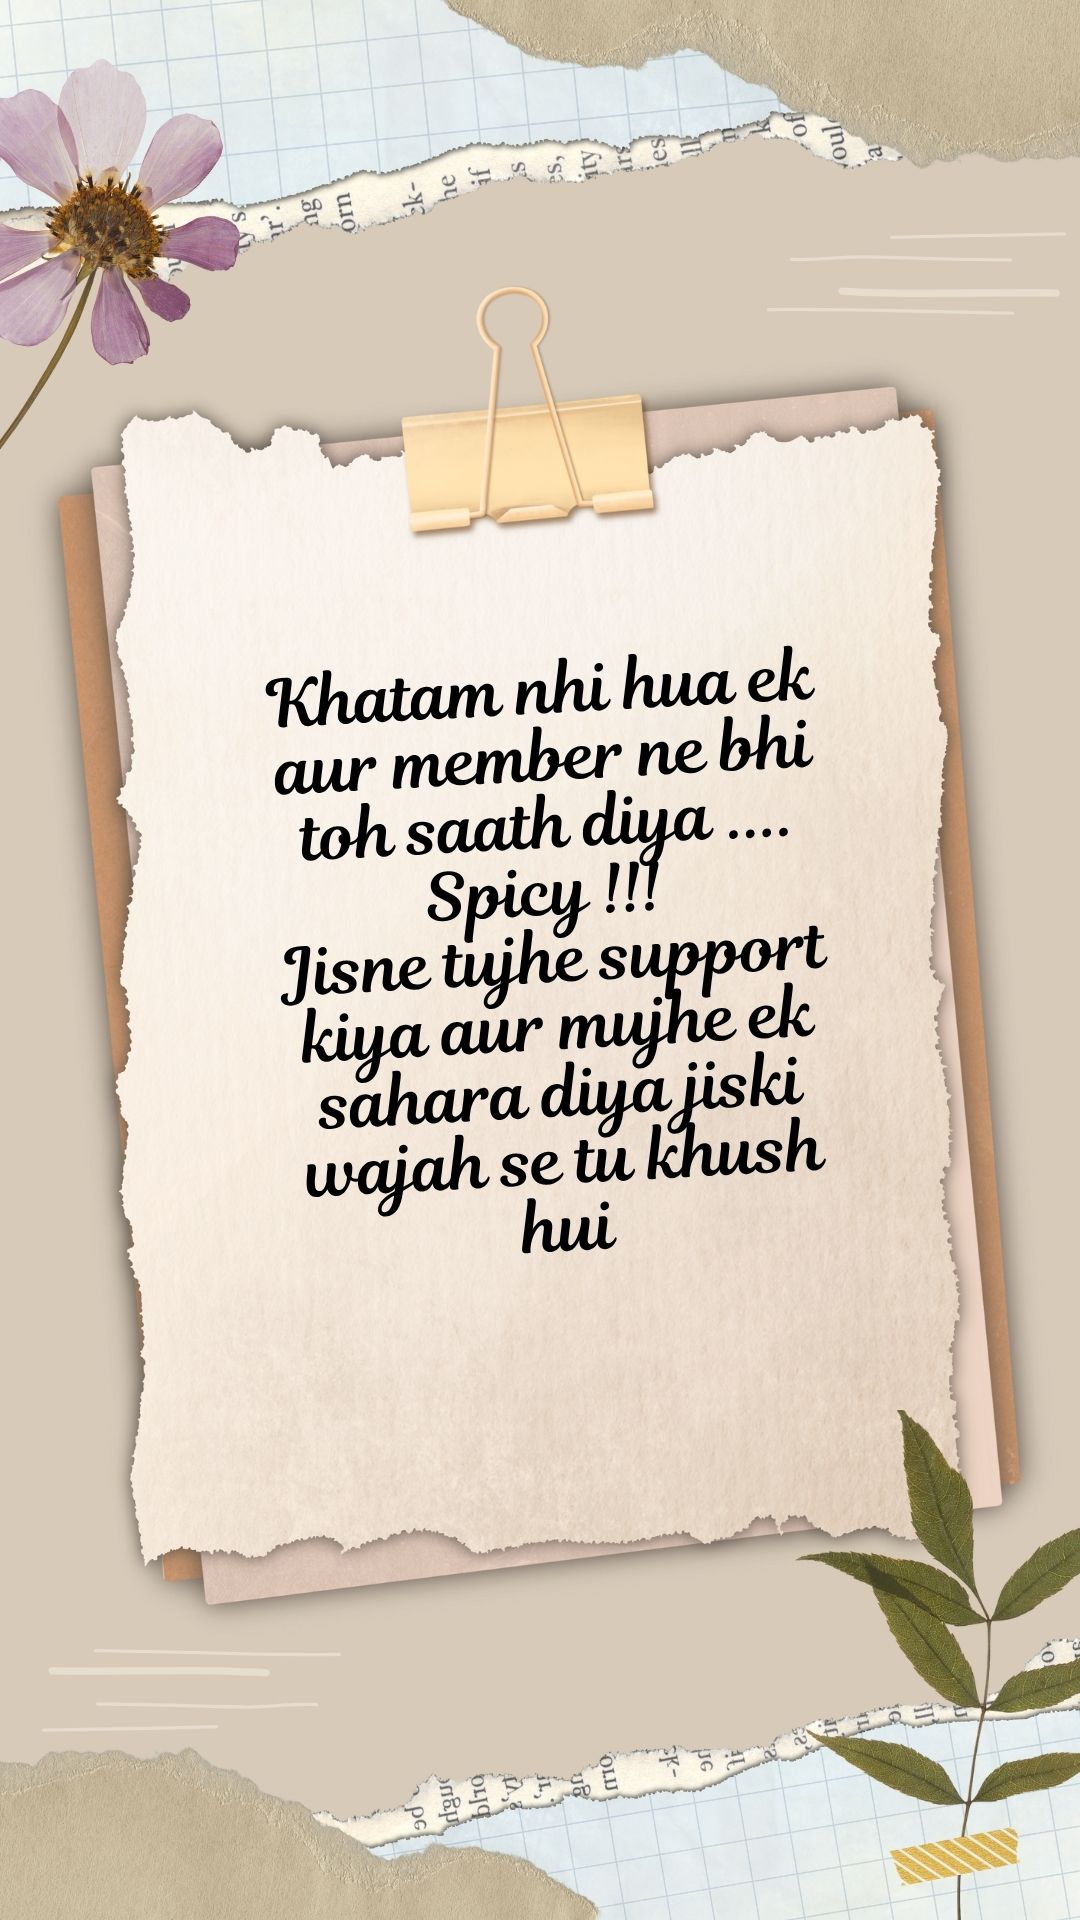 Khatam nhi hua ek
aur member ne bhi
toh saath diya ....
Spicy !!!
Jisne tujhe support
kiya aur mujhe ek
sahara diya jiski
wajah se tu khush
hui